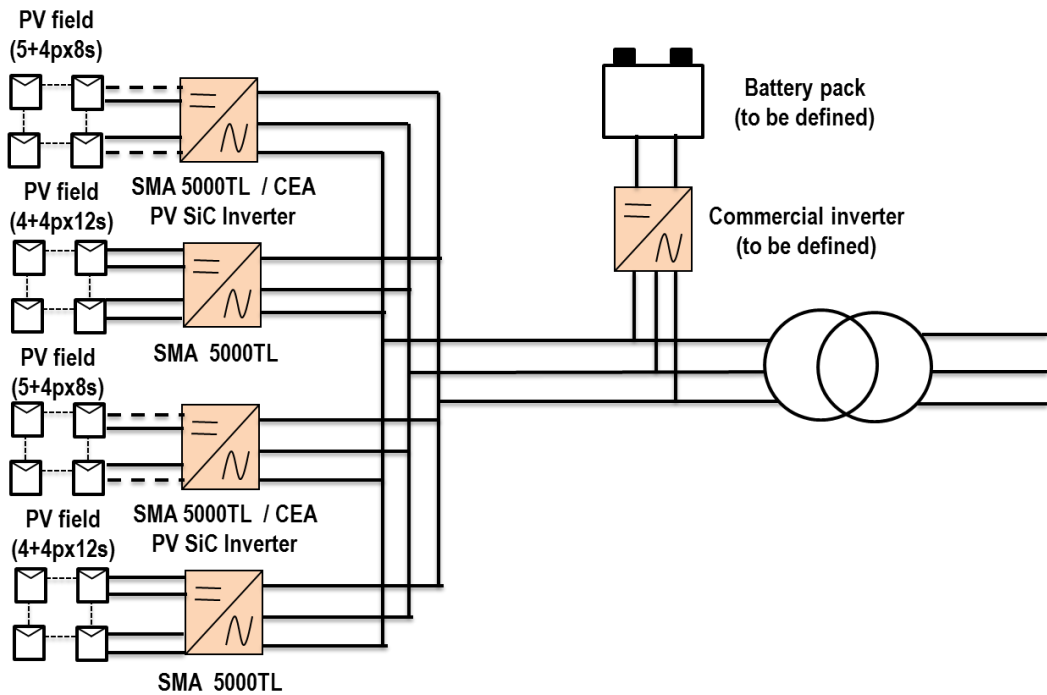 PV field
(5+4px8s)
SMA 5000TL / CEA
PV SiC Inverter
PV field
(4+4px12s)
SMA 5000TL
PV field
(5+4px8s)
SMA 5000TL / CEA
PV SiC Inverter
PV field
(4+4px12s)
SMA 5000TL
Battery pack
(to be defined)
Commercial inverter
(to be defined)